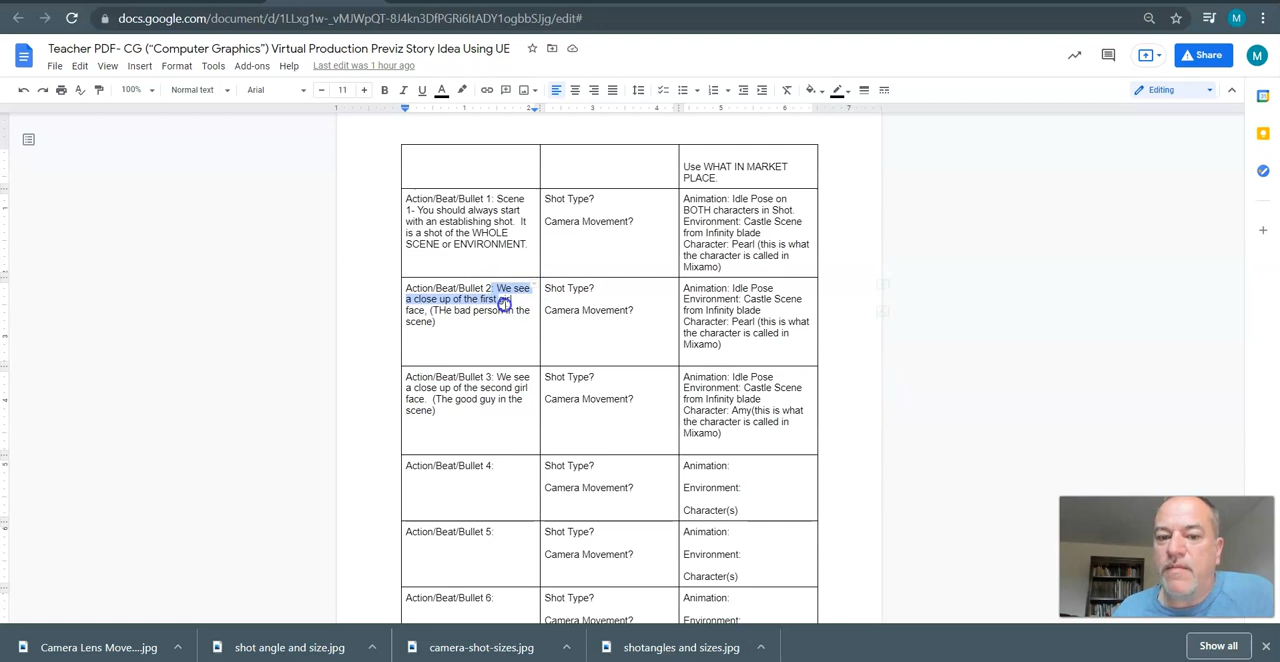 docs.google.com/document/d/1LLxg1w-_vMJWpQT-8J4kn3DfPGRi6ItADY1ogbbSJjg/edit#
M
Teacher PDF- CG (“Computer Graphics”) Virtual Production Previz Story Idea Using UE
File Edit View Insert Format Tools Add-ons Help Last edit was 1 hour ago
Share
M
100% Normal text Arial 11 B I U A Editing
1 1 2 3 4 5 6 7
Use WHAT IN MARKET
PLACE.
Action/Beat/Bullet 1: Scene
1- You should always start
with an establishing shot. It
is a shot of the WHOLE
SCENE or ENVIRONMENT.
Shot Type?
Camera Movement?
Animation: Idle Pose on
BOTH characters in Shot.
Environment: Castle Scene
from Infinity blade
Character: Pearl (this is what
the character is called in
Mixamo)
Action/Beat/Bullet 2: We see
a close up of the first girl
face, (THe bad person in the
scene)
Shot Type?
Camera Movement?
Animation: Idle Pose
Environment: Castle Scene
from Infinity blade
Character: Pearl (this is what
the character is called in
Mixamo)
Action/Beat/Bullet 3: We see
a close up of the second girl
face. (The good guy in the
scene)
Shot Type?
Camera Movement?
Animation: Idle Pose
Environment: Castle Scene
from Infinity blade
Character: Amy(this is what
the character is called in
Mixamo)
Action/Beat/Bullet 4:
Shot Type?
Camera Movement?
Animation:
Environment:
Character(s)
Action/Beat/Bullet 5:
Shot Type?
Camera Movement?
Animation:
Environment:
Character(s)
Action/Beat/Bullet 6:
Shot Type?
Camera Movement?
Animation:
Environment:
Camera Lens Move....jpg
shot angle and size.jpg
camera-shot-sizes.jpg
shotangles and sizes.jpg
Show all